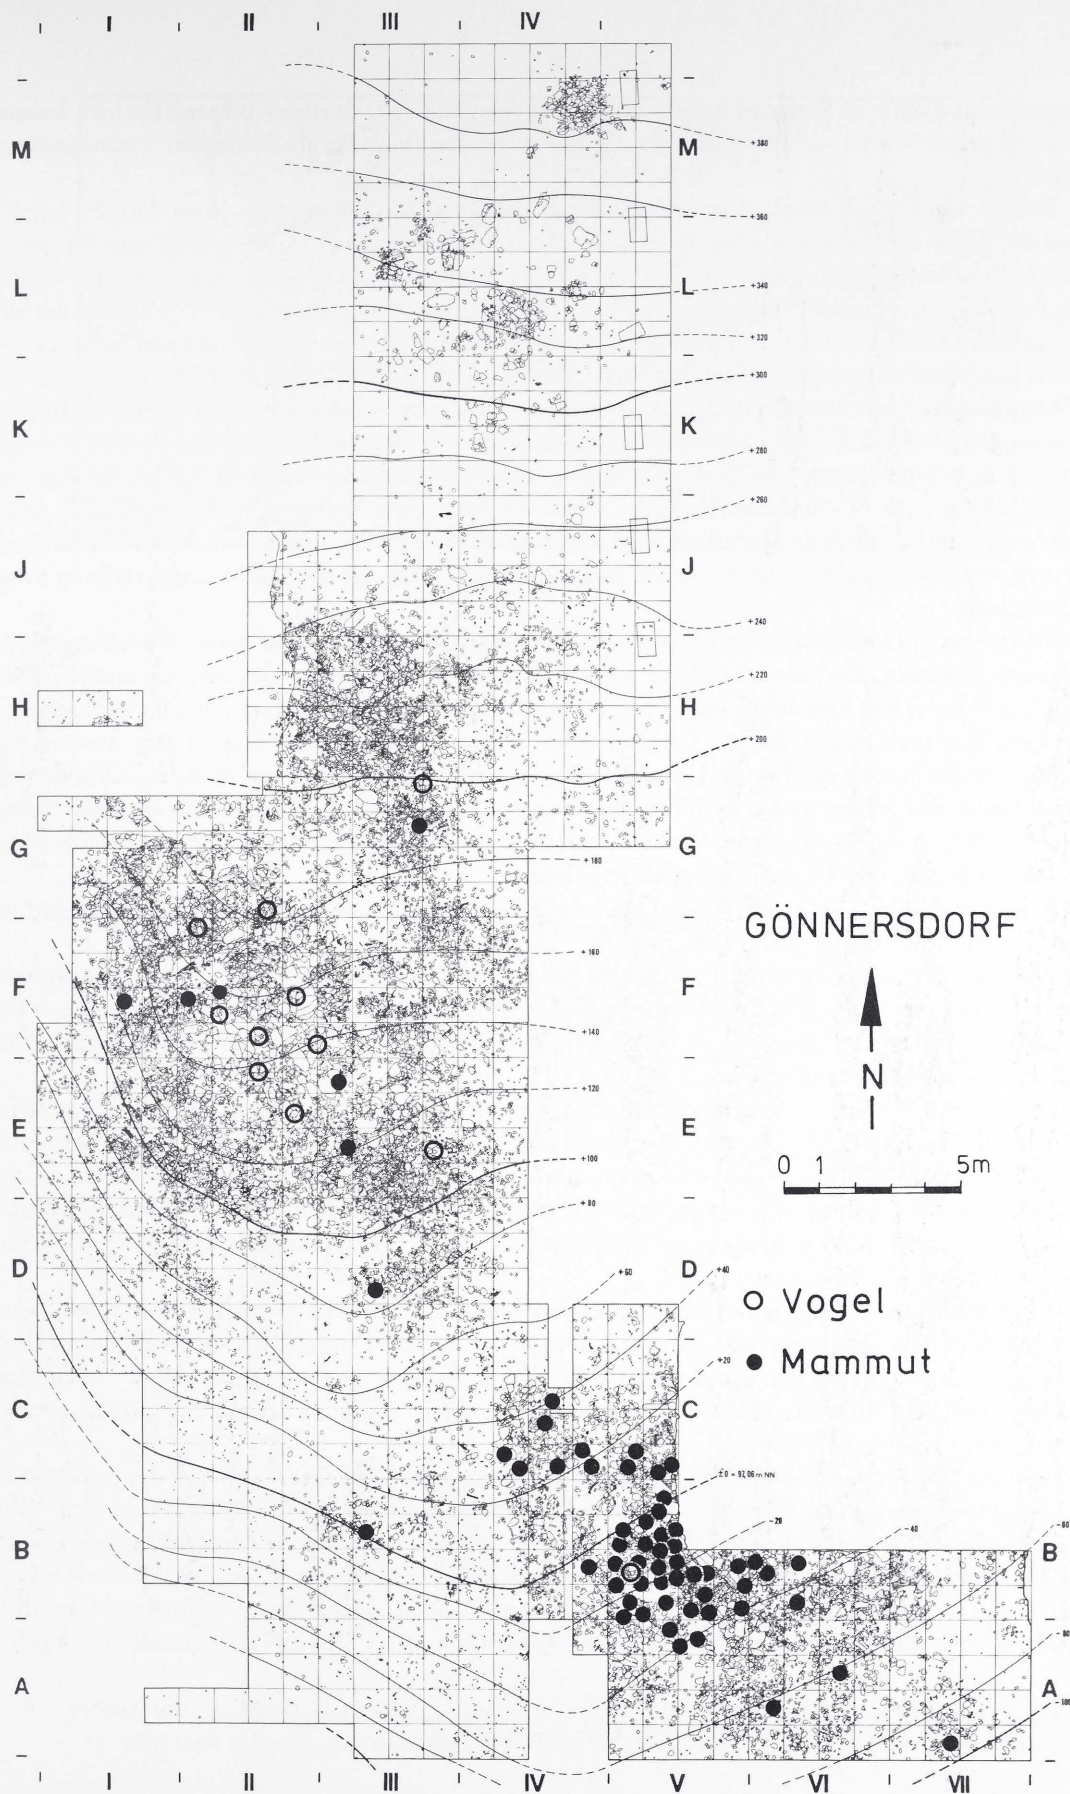 I II III IV
M M
+380
+360
L L
+340
+320
+300
K K
+280
+260
J J
+240
+220
H H
+200
G G
+180
GÖNNERSDORF
+160
F F
+140
N
+120
E E
+100
0 1 5m
+80
D D
+60 +40
Vogel
Mammut
+20
C C
±0 = 97,06 m NN
-20 -40 -60
B B
-80
A A
-100
I II III IV V VI VII